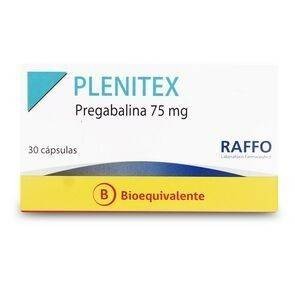 PLENITEX
Pregabalina 75 mg
30 cápsulas
RAFFO
Laboratorio Farmacéutico
B Bioequivalente